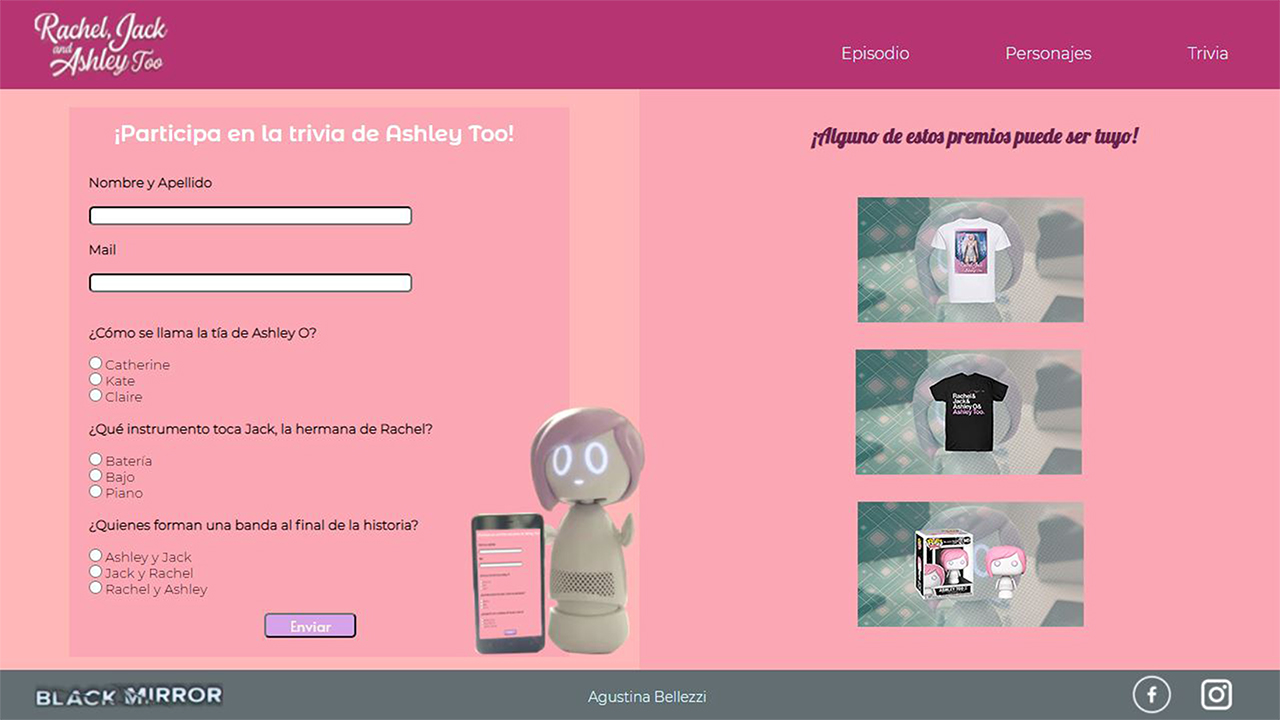 Rachel, Jack
and
Ashley Too
Episodio
Personajes
Trivia
¡Participa en la trivia de Ashley Too!
Nombre y Apellido
Mail
¿Cómo se llama la tía de Ashley O?
Catherine
Kate
Claire
¿Qué instrumento toca Jack, la hermana de Rachel?
Batería
Bajo
Piano
¿Quienes forman una banda al final de la historia?
Ashley y Jack
Jack y Rachel
Rachel y Ashley
Enviar
¡Alguno de estos premios puede ser tuyo!
Rachel&
Jack&
Ashley O&
Ashley Too.
ASHLEY TOO
BLACK MIRROR
Agustina Bellezzi